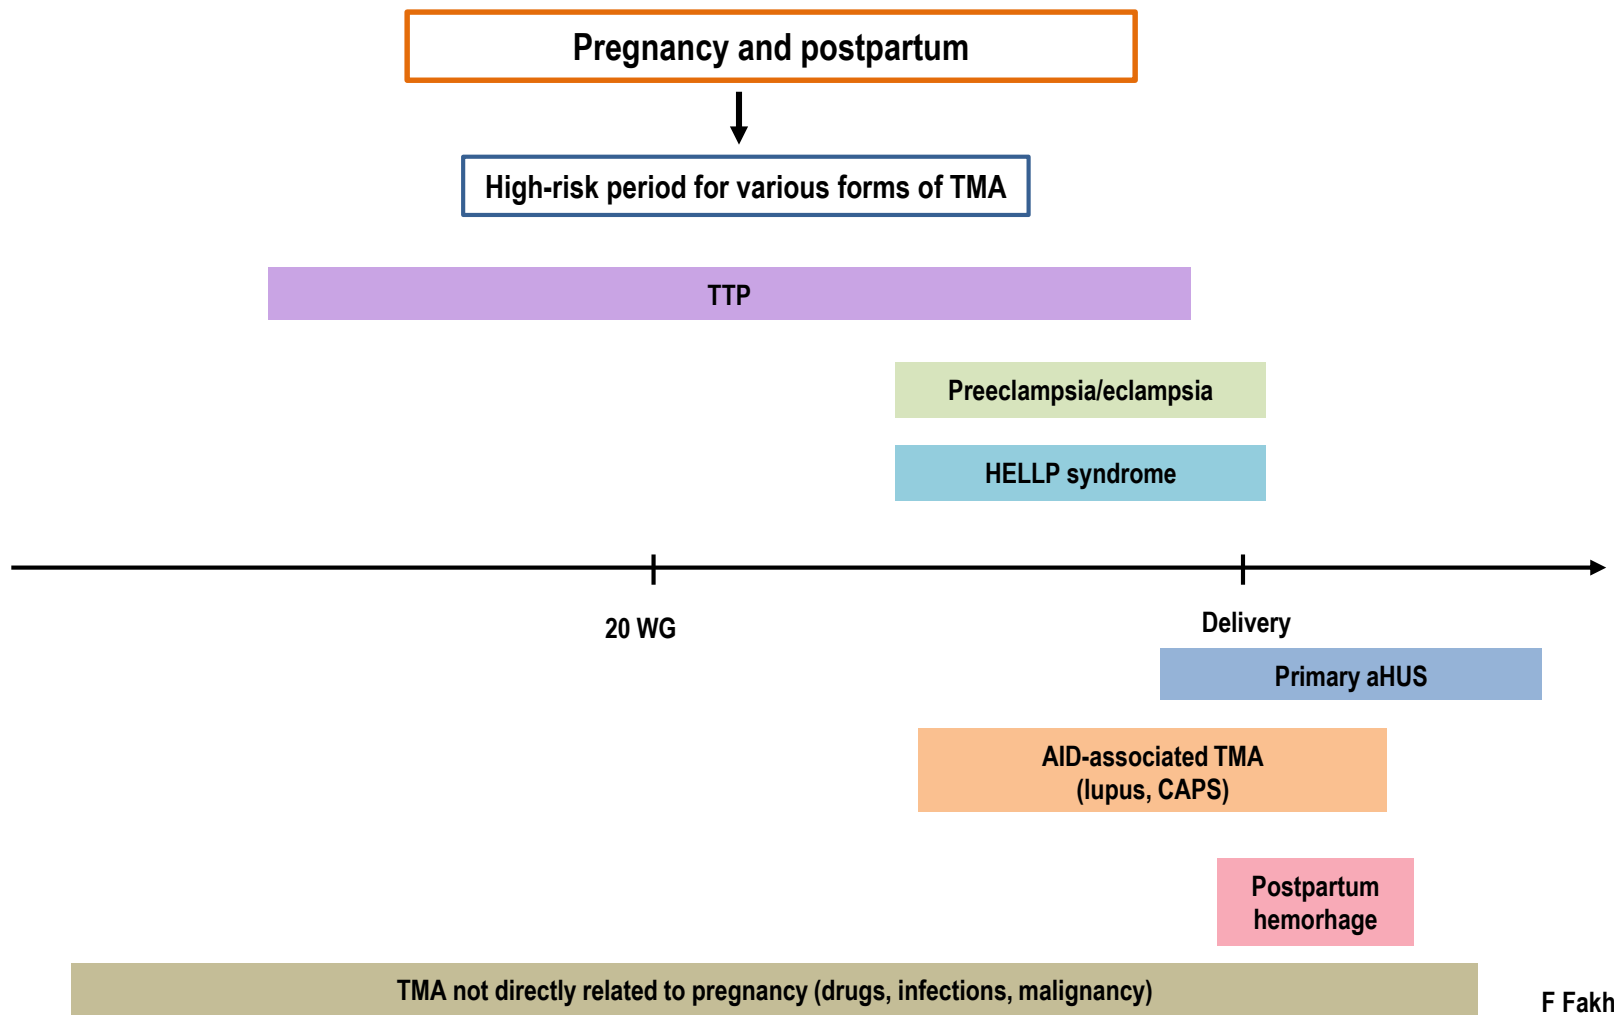 Pregnancy and postpartum
High-risk period for various forms of TMA
TTP
Preeclampsia/eclampsia
HELLP syndrome
20 WG
Delivery
Primary aHUS
AID-associated TMA
(lupus, CAPS)
Postpartum
hemorhage
TMA not directly related to pregnancy (drugs, infections, malignancy)
F Fakh